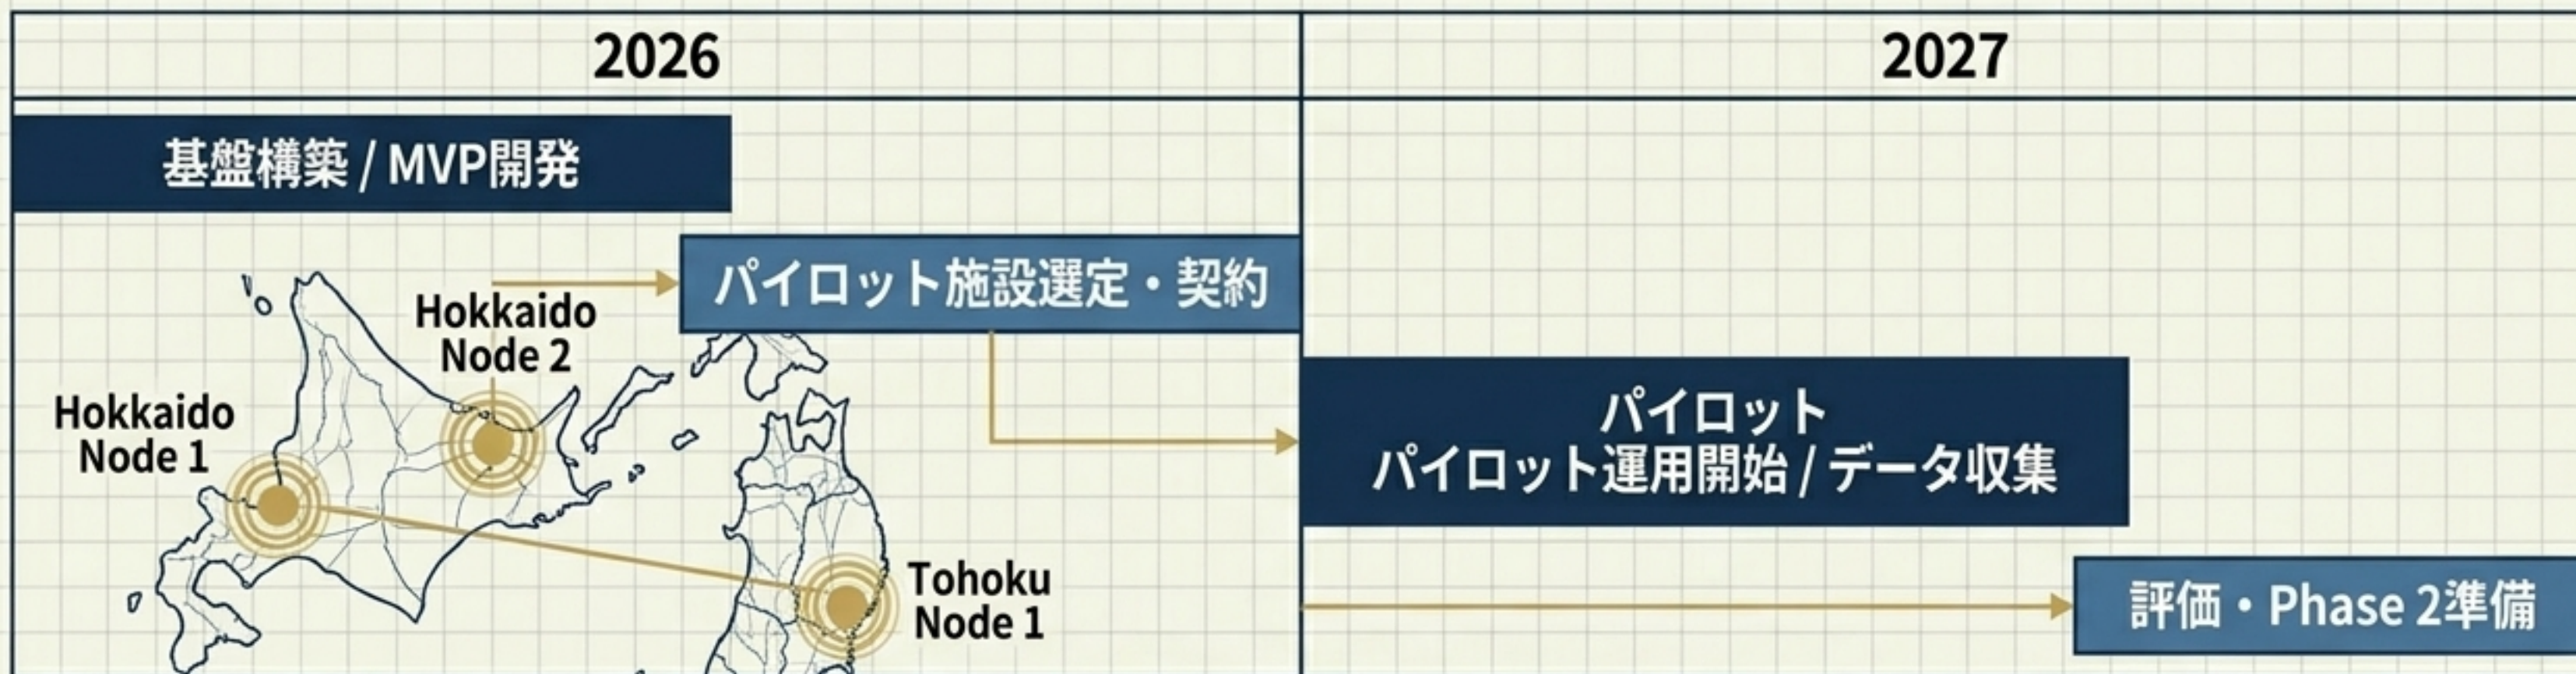 2026
2027
基盤構築 / MVP開発
パイロット施設選定・契約
Hokkaido
Node 2
Hokkaido
Node 1
パイロット
パイロット運用開始 / データ収集
Tohoku
Node 1
評価・Phase 2準備